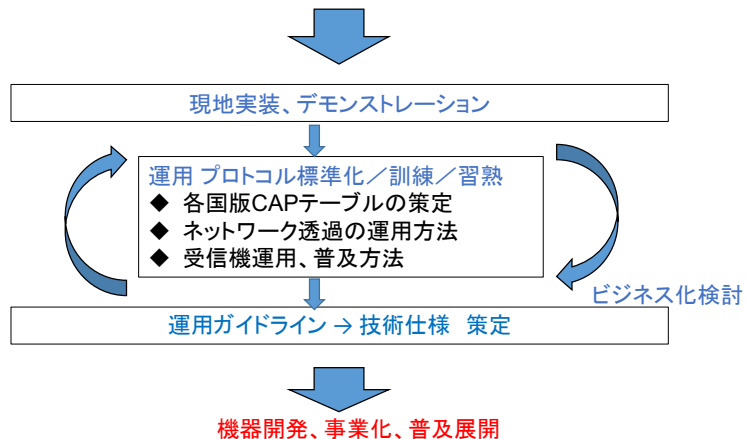 現地実装、デモンストレーション
運用 プロトコル標準化／訓練／習熟
◆ 各国版CAPテーブルの策定
◆ ネットワーク透過の運用方法
◆ 受信機運用、普及方法
ビジネス化検討
運用ガイドライン → 技術仕様 策定
機器開発、事業化、普及展開